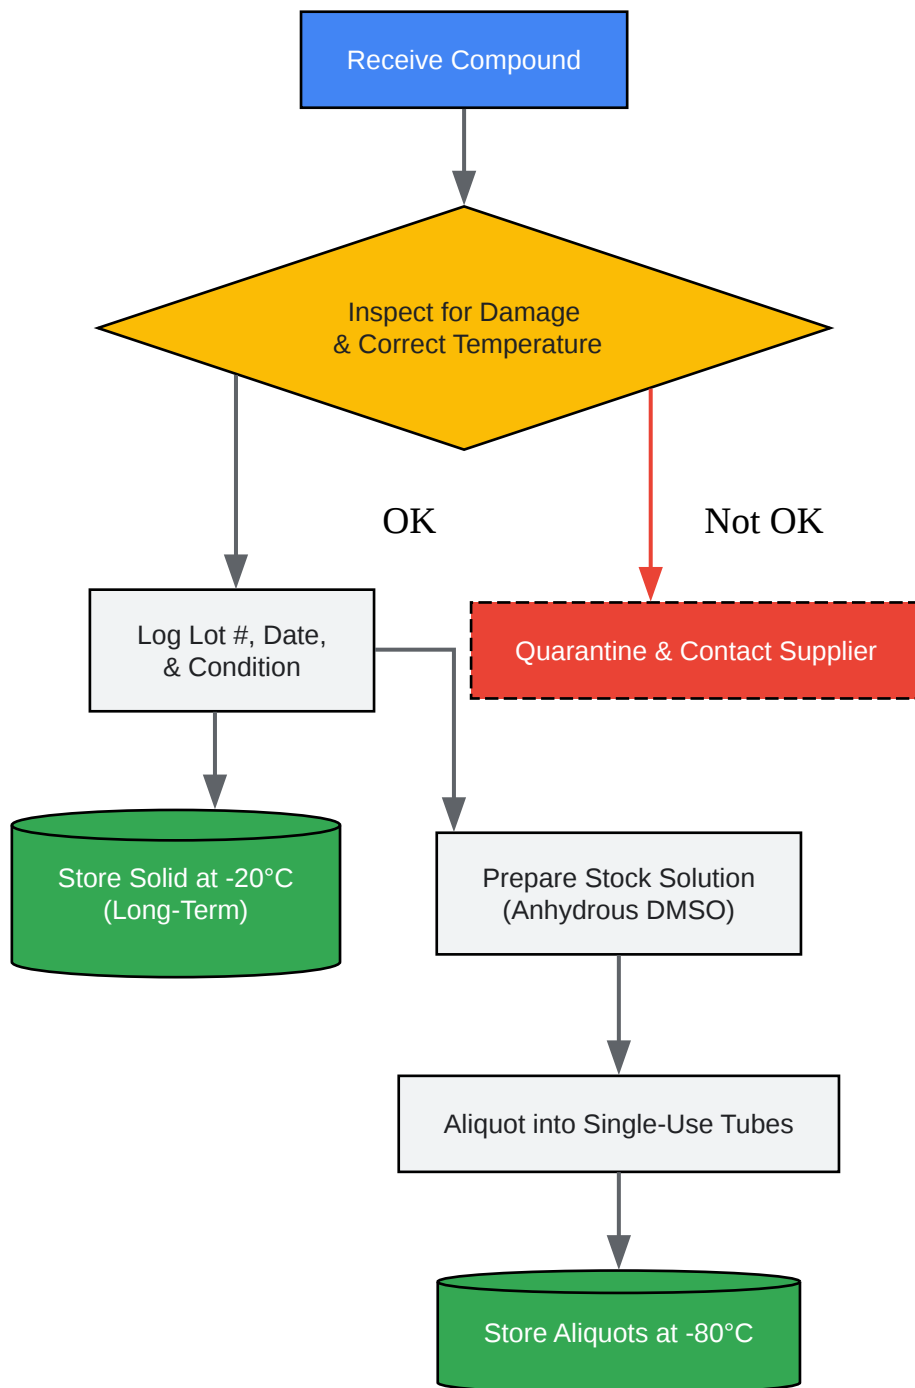 Receive Compound
Inspect for Damage
& Correct Temperature
OK
Not OK
Log Lot #, Date,
& Condition
Quarantine & Contact Supplier
Store Solid at -20°C
(Long-Term)
Prepare Stock Solution
(Anhydrous DMSO)
Aliquot into Single-Use Tubes
Store Aliquots at -80°C